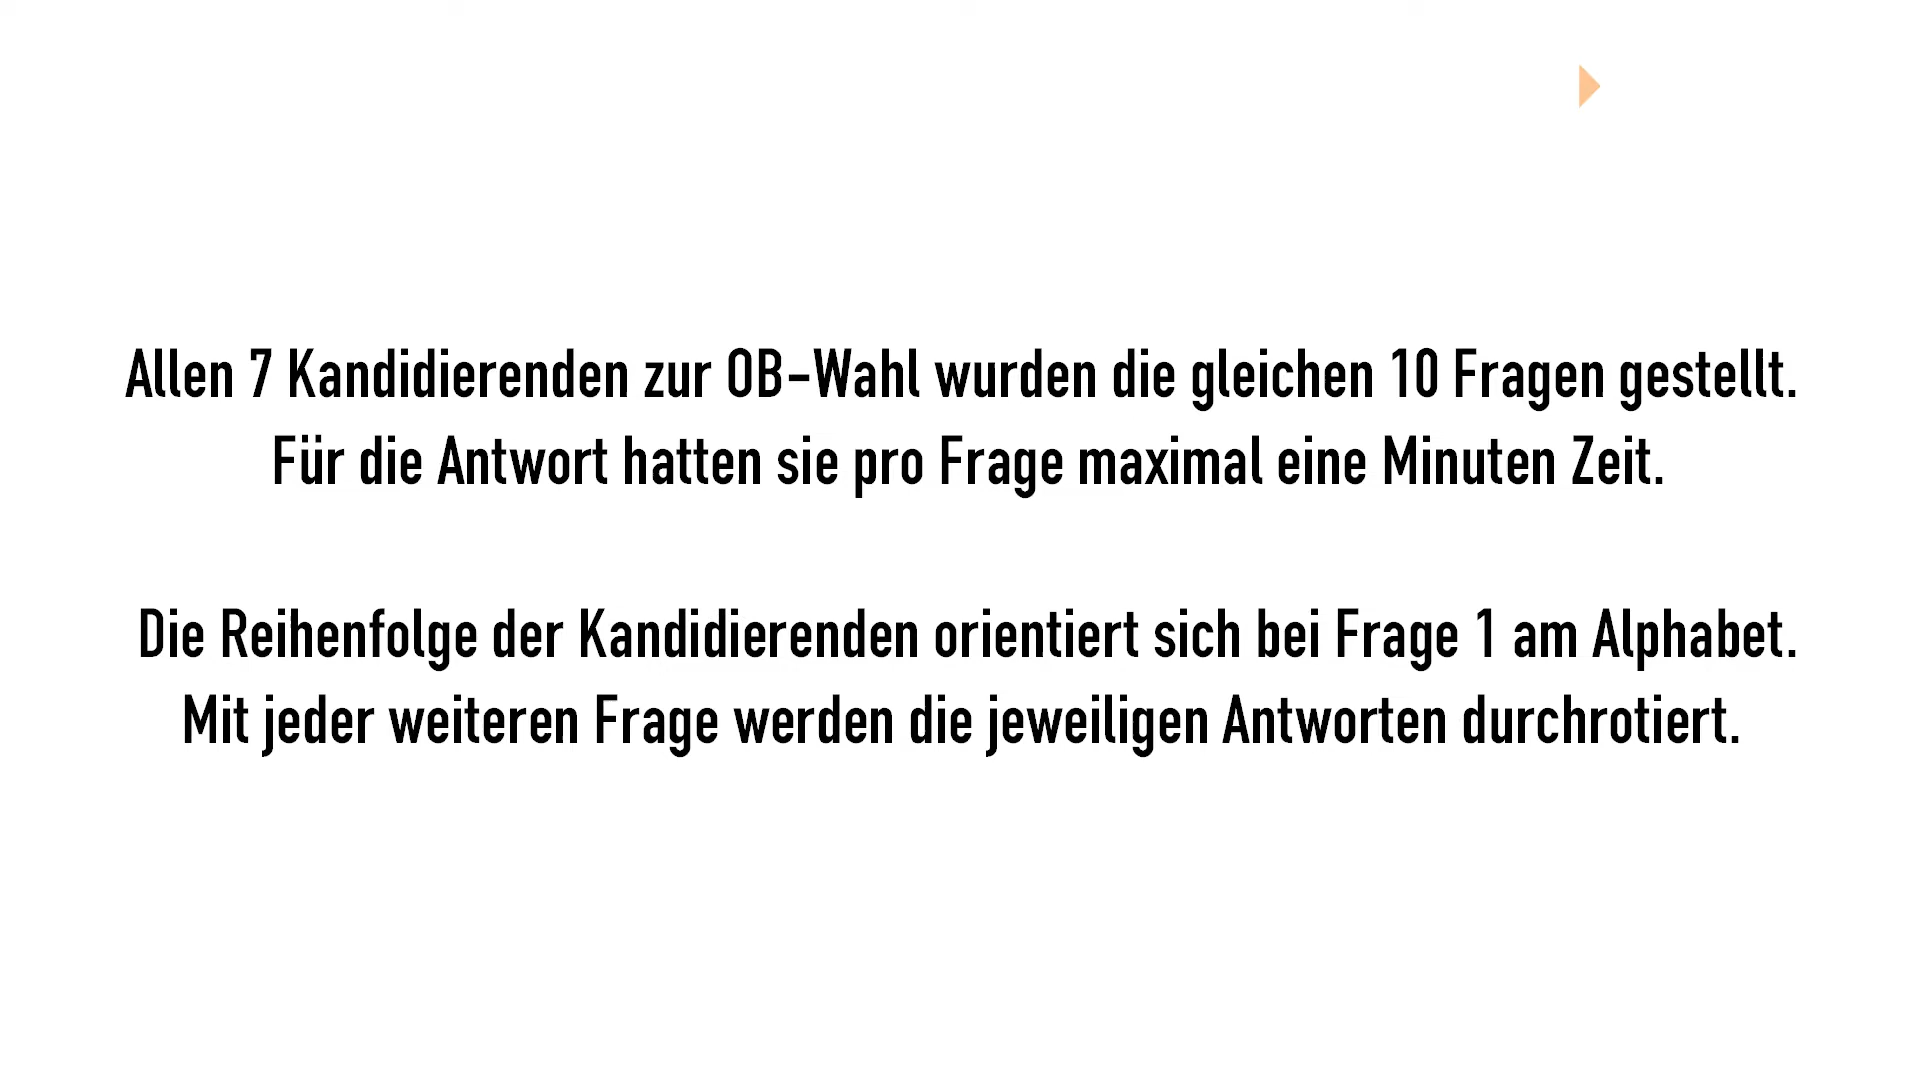 Allen 7 Kandidierenden zur OB-Wahl wurden die gleichen 10 Fragen gestellt.
Für die Antwort hatten sie pro Frage maximal eine Minuten Zeit.
Die Reihenfolge der Kandidierenden orientiert sich bei Frage 1 am Alphabet.
Mit jeder weiteren Frage werden die jeweiligen Antworten durchrotiert.